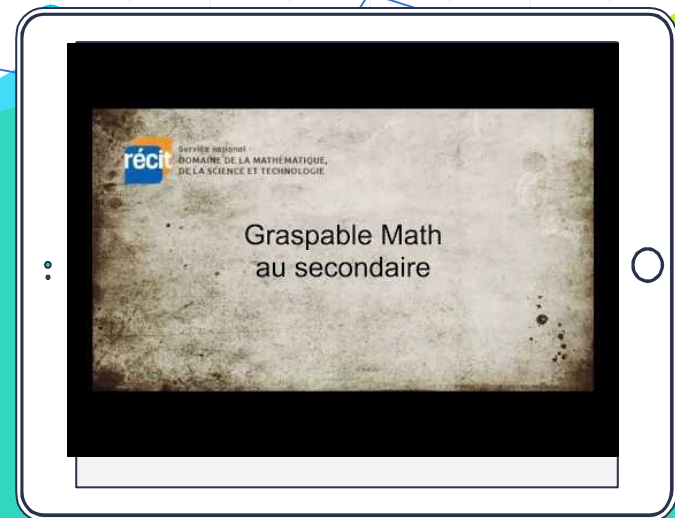 récit
Service national
DOMAINE DE LA MATHÉMATIQUE,
DE LA SCIENCE ET TECHNOLOGIE
Graspable Math
au secondaire